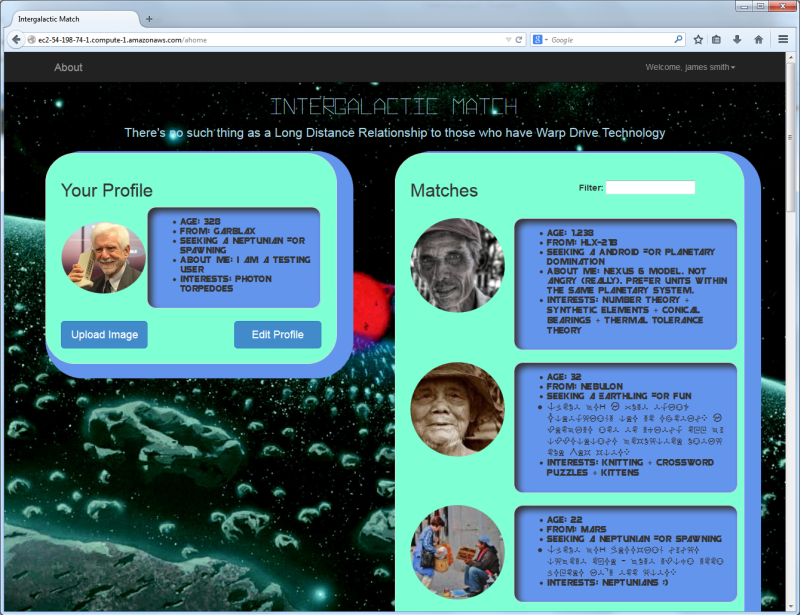 Intergalactic Match
ec2-54-198-74-1.compute-1.amazonaws.com/ahome
Google
About
Welcome, james smith
INTERGALACTIC MATCH
There's no such thing as a Long Distance Relationship to those who have Warp Drive Technology
Your Profile
AGE: 328
FROM: GARBLAX
SEEKING A NEPTUNIAN FOR
SPAWNING
ABOUT ME: I AM A TESTING
USER
INTERESTS: PHOTON
TORPEDOES
Upload Image
Edit Profile
Matches
Filter:
AGE: 1,238
FROM: HLX-21B
SEEKING A ANDROID FOR PLANETARY
DOMINATION
ABOUT ME: NEXUS 6 MODEL. NOT
ANGRY (REALLY). PREFER UNITS WITHIN
THE SAME PLANETARY SYSTEM.
INTERESTS: NUMBER THEORY +
SYNTHETIC ELEMENTS + CONICAL
BEARINGS + THERMAL TOLERANCE
THEORY
AGE: 32
FROM: NEBULON
SEEKING A EARTHLING FOR FUN
INTERESTS: KNITTING + CROSSWORD
PUZZLES + KITTENS
AGE: 22
FROM: MARS
SEEKING A NEPTUNIAN FOR SPAWNING
INTERESTS: NEPTUNIANS :)